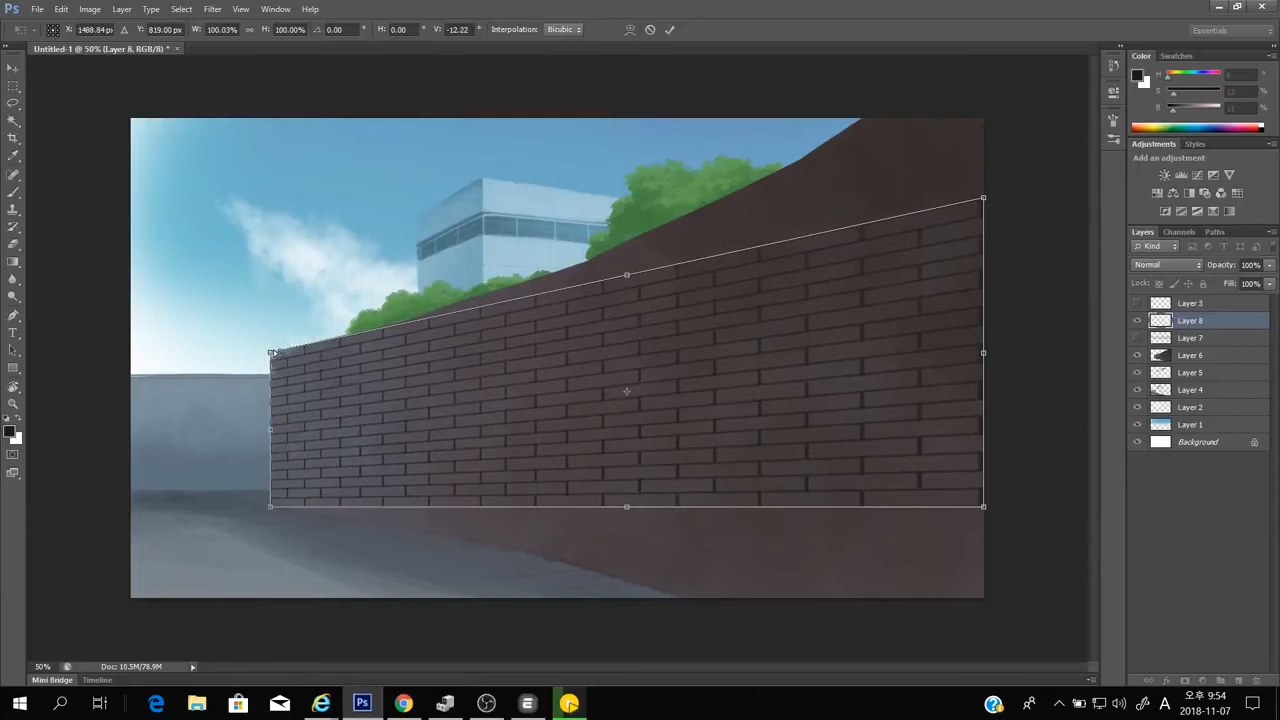 Ps File Edit Image Layer Type Select Filter View Window Help
X: 1488.84 px Y: 819.00 px W: 100.03% H: 100.00% 0.00 ° H: 0.00 ° V: -12.22 ° Interpolation: Bicubic Essentials
Untitled-1 @ 50% (Layer 8, RGB/8) * ×
Color Swatches
H °
S 13 %
B 11 %
Adjustments Styles
Add an adjustment
Layers Channels Paths
Kind
Normal Opacity: 100%
Lock: Fill: 100%
Layer 3
Layer 8
Layer 7
Layer 6
Layer 5
Layer 4
Layer 2
Layer 1
Background
50% Doc: 10.5M/78.9M
Mini Bridge Timeline
Ps A 오후 9:54
2018-11-07